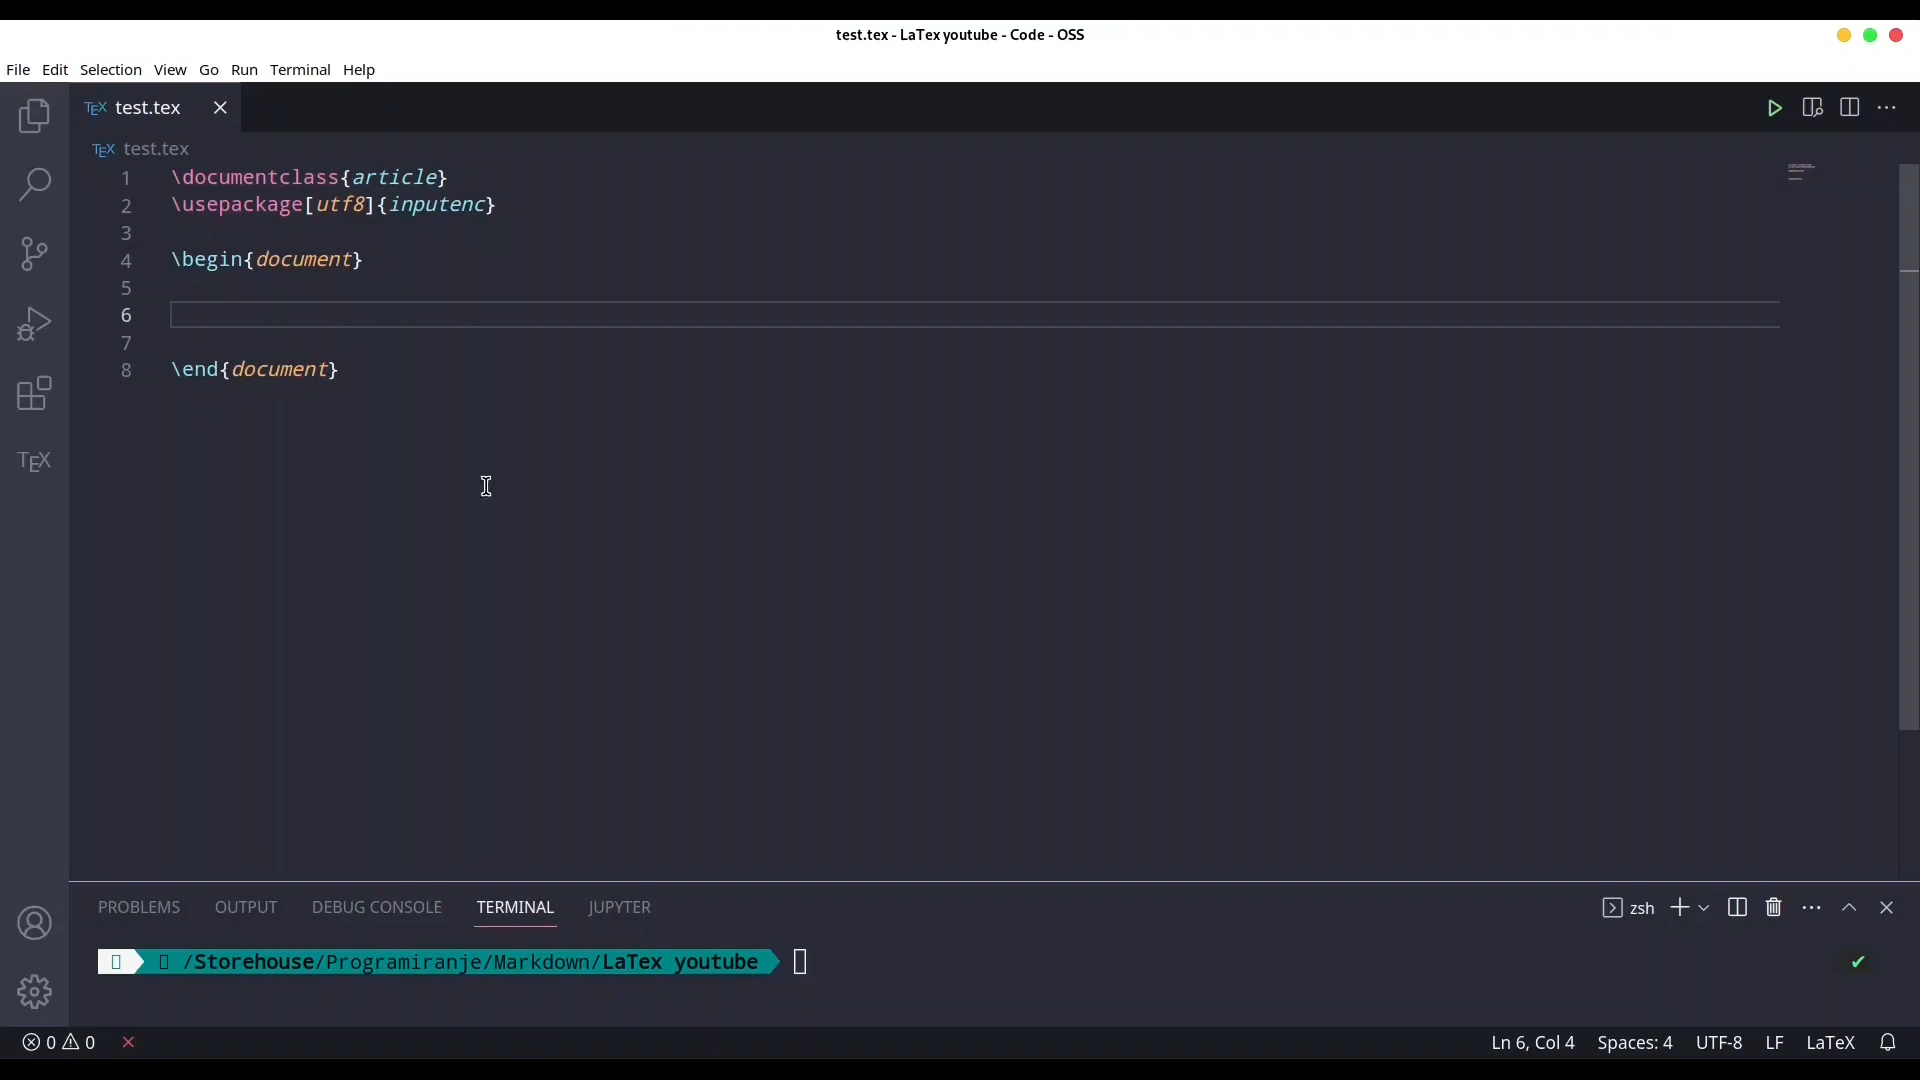 test.tex - LaTex youtube - Code - OSS
File Edit Selection View Go Run Terminal Help
TEX test.tex
TEX test.tex
1 \documentclass{article}
2 \usepackage[utf8]{inputenc}
3
4 \begin{document}
5
6
7
8 \end{document}
TEX
PROBLEMS OUTPUT DEBUG CONSOLE TERMINAL JUPYTER zsh
/Storehouse/Programiranje/Markdown/LaTex youtube
0 0 Ln 6, Col 4 Spaces: 4 UTF-8 LF LaTeX